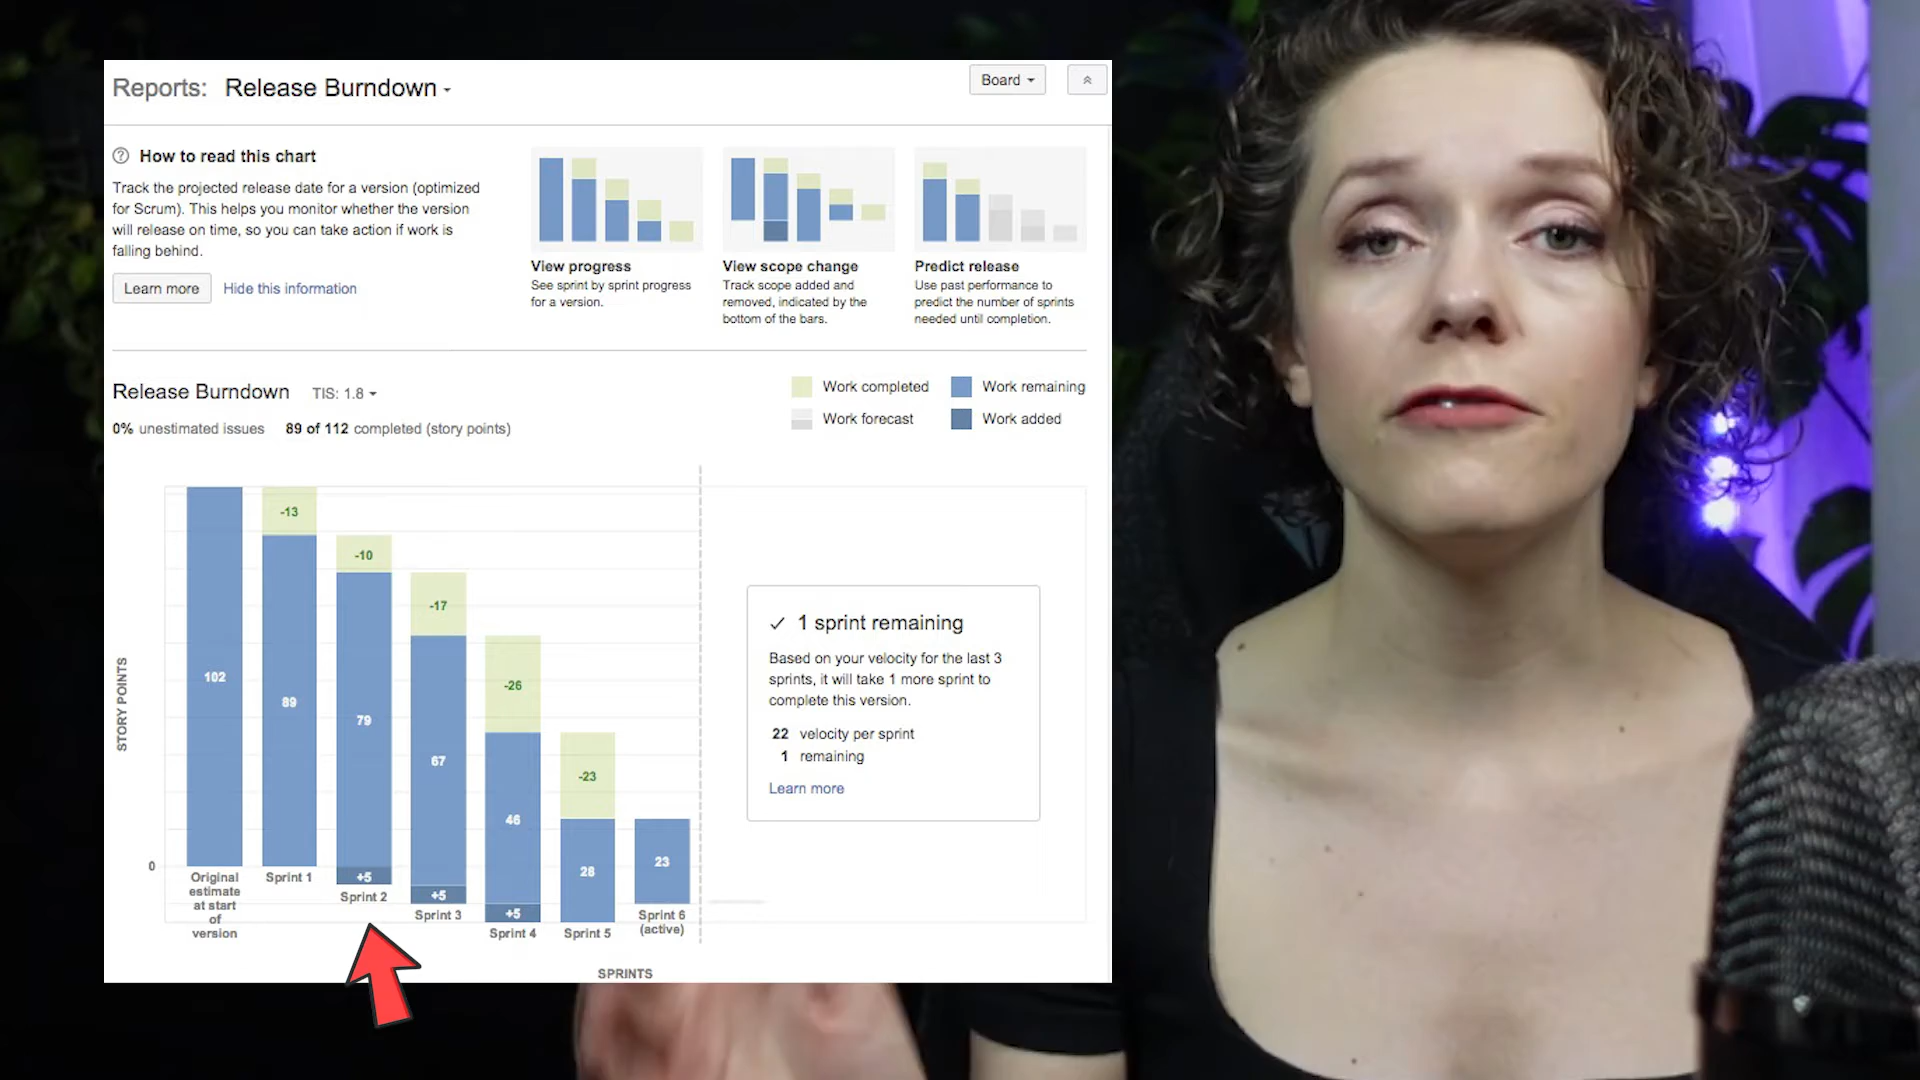 Reports: Release Burndown
Board
How to read this chart
Track the projected release date for a version (optimized
for Scrum). This helps you monitor whether the version
will release on time, so you can take action if work is
falling behind.
Learn more Hide this information
View progress
See sprint by sprint progress
for a version.
View scope change
Track scope added and
removed, indicated by the
bottom of the bars.
Predict release
Use past performance to
predict the number of sprints
needed until completion.
Release Burndown TIS: 1.8
0% unestimated issues 89 of 112 completed (story points)
Work completed Work remaining
Work forecast Work added
STORY POINTS
0
102
-13
89
-10
79
+5
-17
67
+5
-26
46
+5
-23
28
23
Original
estimate
at start
of
version
Sprint 1
Sprint 2
Sprint 3
Sprint 4
Sprint 5
Sprint 6
(active)
SPRINTS
1 sprint remaining
Based on your velocity for the last 3
sprints, it will take 1 more sprint to
complete this version.
22 velocity per sprint
1 remaining
Learn more